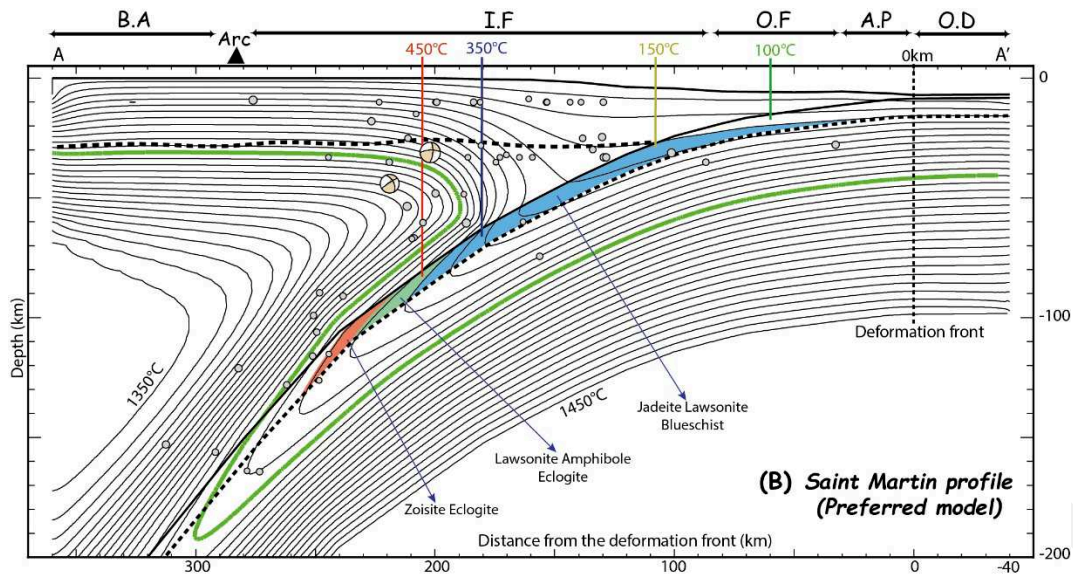 B.A I.F O.F A.P O.D
A Arc 450°C 350°C 150°C 100°C 0km A'
0
-100
-200
Depth (km)
1350°C
1450°C
Deformation front
Jadeite Lawsonite
Blueschist
Lawsonite Amphibole
Eclogite
Zoisite Eclogite
(B) Saint Martin profile
(Preferred model)
Distance from the deformation front (km)
300 200 100 0 -40